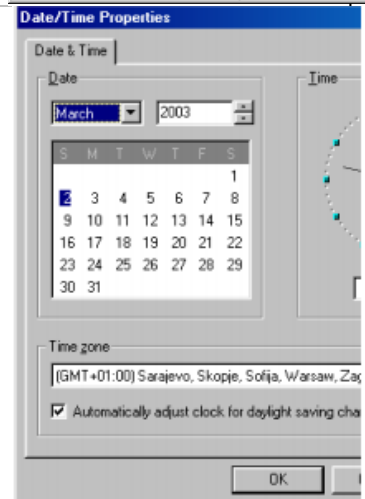 Date/Time Properties
Date & Time
Date
Time
March 2003
S M T W T F S
1
2 3 4 5 6 7 8
9 10 11 12 13 14 15
16 17 18 19 20 21 22
23 24 25 26 27 28 29
30 31
Time zone
(GMT+01:00) Sarajevo, Skopje, Sofija, Warsaw, Zag
Automatically adjust clock for daylight saving cha
OK